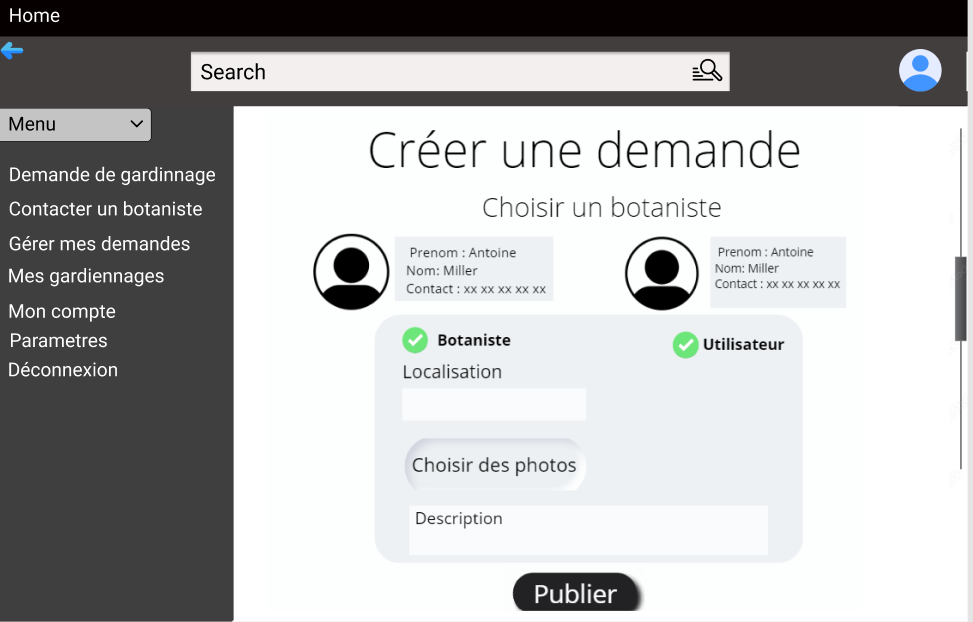 Home
Search
Menu
Demande de gardinnage
Contacter un botaniste
Gérer mes demandes
Mes gardiennages
Mon compte
Parametres
Déconnexion
Créer une demande
Choisir un botaniste
Prenom : Antoine
Nom: Miller
Contact : xx xx xx xx xx
Prenom : Antoine
Nom: Miller
Contact : xx xx xx xx xx
Botaniste
Utilisateur
Localisation
Choisir des photos
Description
Publier